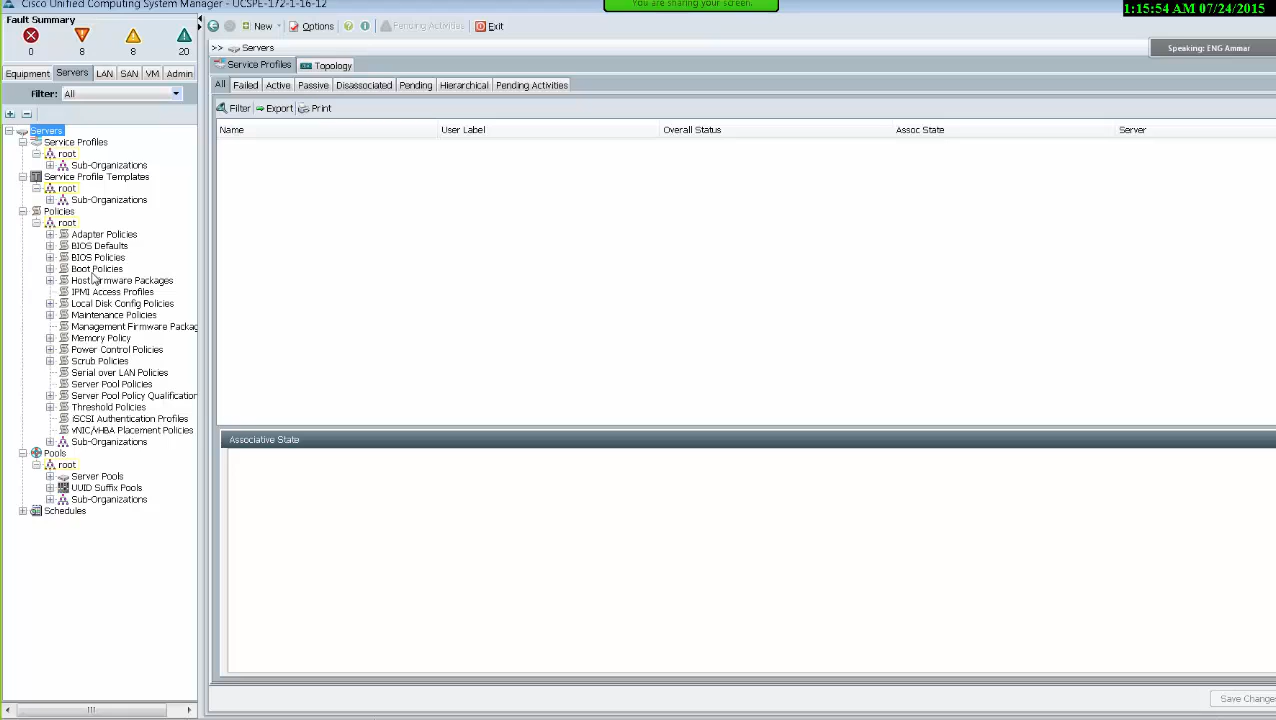 Cisco Unified Computing System Manager - UCSPE-172-1-16-12
You are sharing your screen.
1:15:54 AM 07/24/2015
Fault Summary
0 8 8 20
New Options Pending Activities Exit
>> Servers
Speaking: ENG Ammar
Equipment Servers LAN SAN VM Admin
Service Profiles Topology
Filter: All
All Failed Active Passive Disassociated Pending Hierarchical Pending Activities
Filter Export Print
Name User Label Overall Status Assoc State Server
Servers
Service Profiles
root
Sub-Organizations
Service Profile Templates
root
Sub-Organizations
Policies
root
Adapter Policies
BIOS Defaults
BIOS Policies
Boot Policies
Host Firmware Packages
IPMI Access Profiles
Local Disk Config Policies
Maintenance Policies
Management Firmware Packag
Memory Policy
Power Control Policies
Scrub Policies
Serial over LAN Policies
Server Pool Policies
Server Pool Policy Qualification
Threshold Policies
iSCSI Authentication Profiles
vNIC/vHBA Placement Policies
Sub-Organizations
Pools
root
Server Pools
UUID Suffix Pools
Sub-Organizations
Schedules
Associative State
Save Change